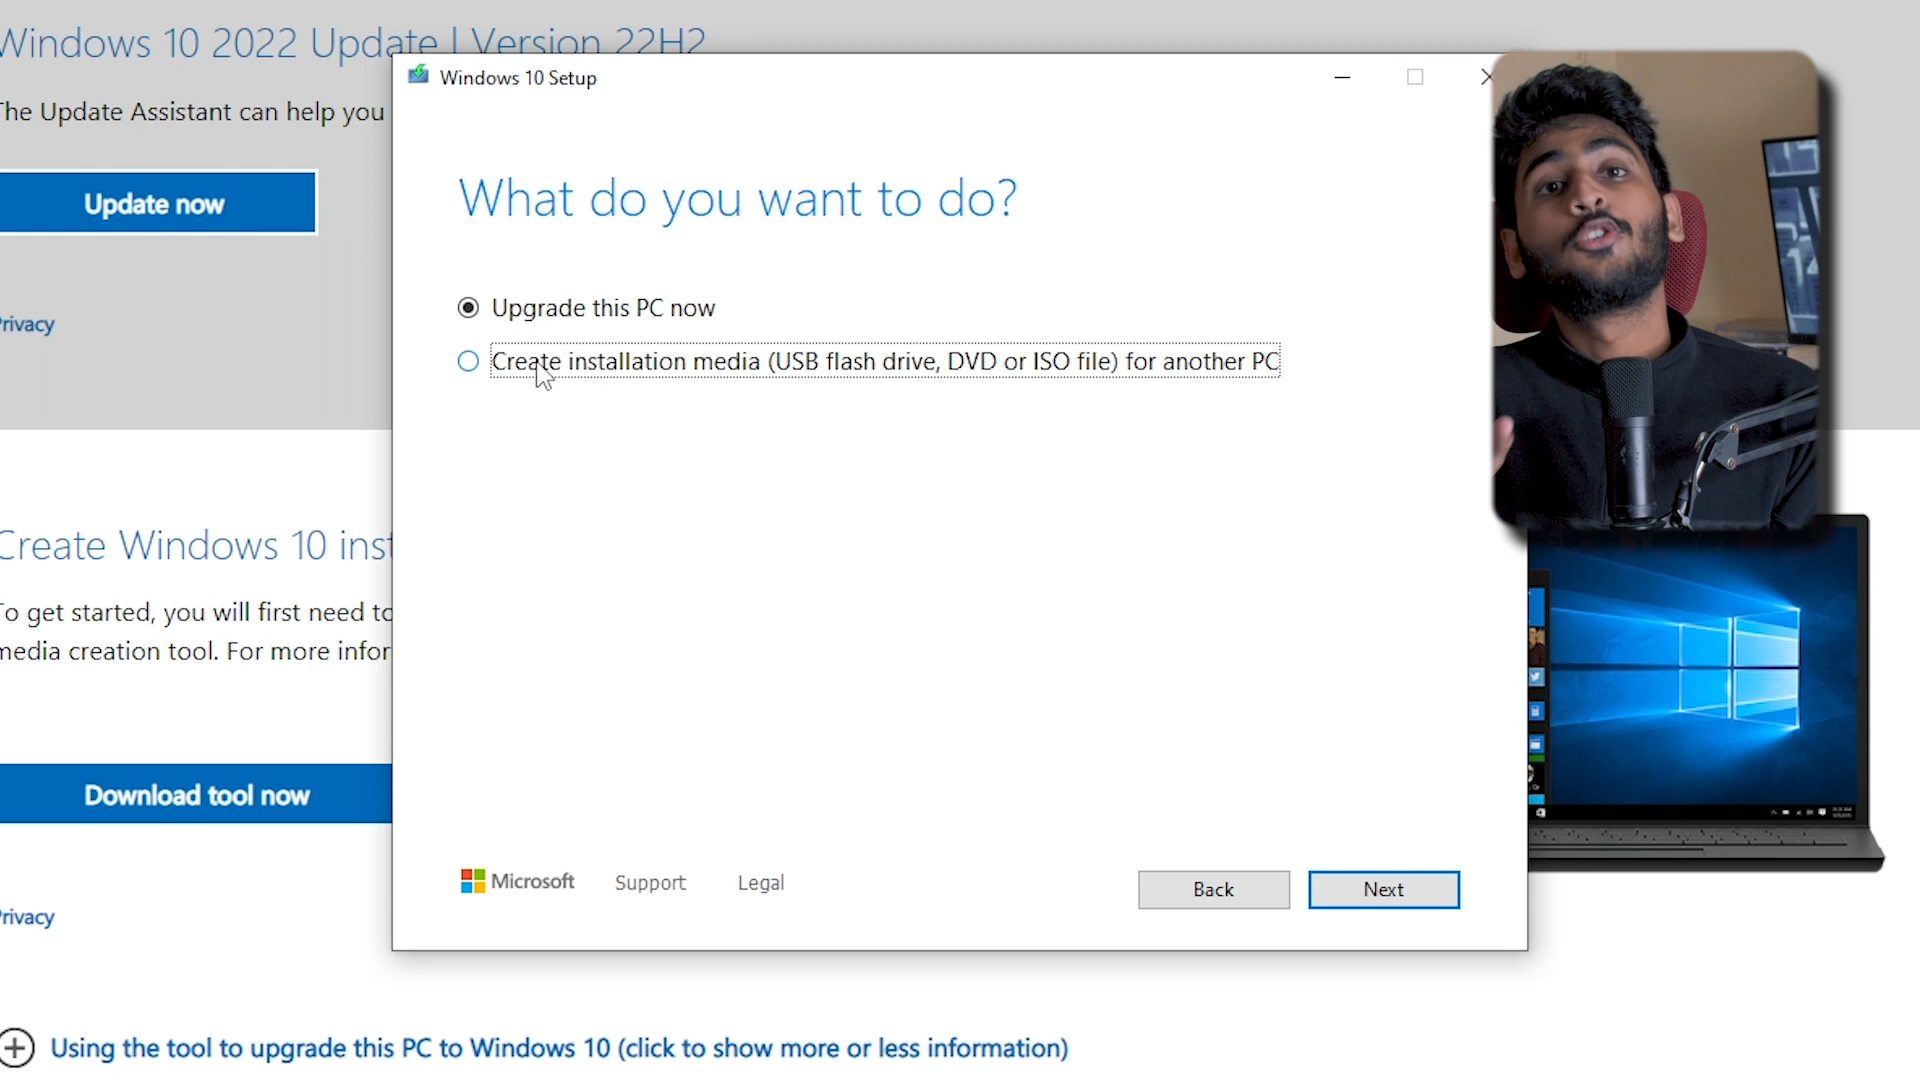 Windows 10 2022 Update | Version 22H2
The Update Assistant can help you
Update now
Privacy
Create Windows 10 inst
To get started, you will first need to
media creation tool. For more infor
Download tool now
Privacy
Using the tool to upgrade this PC to Windows 10 (click to show more or less information)
Windows 10 Setup
What do you want to do?
Upgrade this PC now
Create installation media (USB flash drive, DVD or ISO file) for another PC
Microsoft
Support
Legal
Back
Next